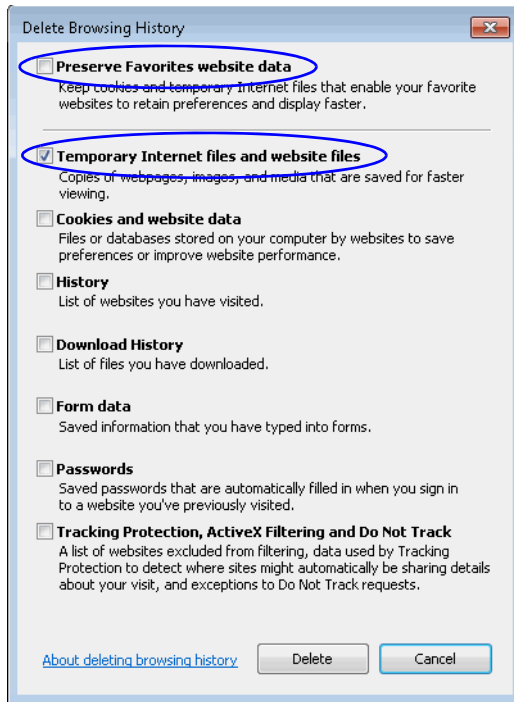 Delete Browsing History
Preserve Favorites website data
Keep cookies and temporary Internet files that enable your favorite
websites to retain preferences and display faster.
Temporary Internet files and website files
Copies of webpages, images, and media that are saved for faster
viewing.
Cookies and website data
Files or databases stored on your computer by websites to save
preferences or improve website performance.
History
List of websites you have visited.
Download History
List of files you have downloaded.
Form data
Saved information that you have typed into forms.
Passwords
Saved passwords that are automatically filled in when you sign in
to a website you've previously visited.
Tracking Protection, ActiveX Filtering and Do Not Track
A list of websites excluded from filtering, data used by Tracking
Protection to detect where sites might automatically be sharing details
about your visit, and exceptions to Do Not Track requests.
About deleting browsing history Delete Cancel